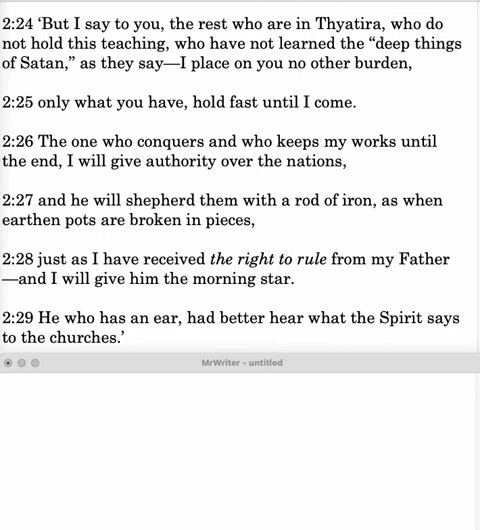 2:24 ‘But I say to you, the rest who are in Thyatira, who do
not hold this teaching, who have not learned the “deep things
of Satan,” as they say—I place on you no other burden,
2:25 only what you have, hold fast until I come.
2:26 The one who conquers and who keeps my works until
the end, I will give authority over the nations,
2:27 and he will shepherd them with a rod of iron, as when
earthen pots are broken in pieces,
2:28 just as I have received the right to rule from my Father
—and I will give him the morning star.
2:29 He who has an ear, had better hear what the Spirit says
to the churches.’
MrWriter - untitled